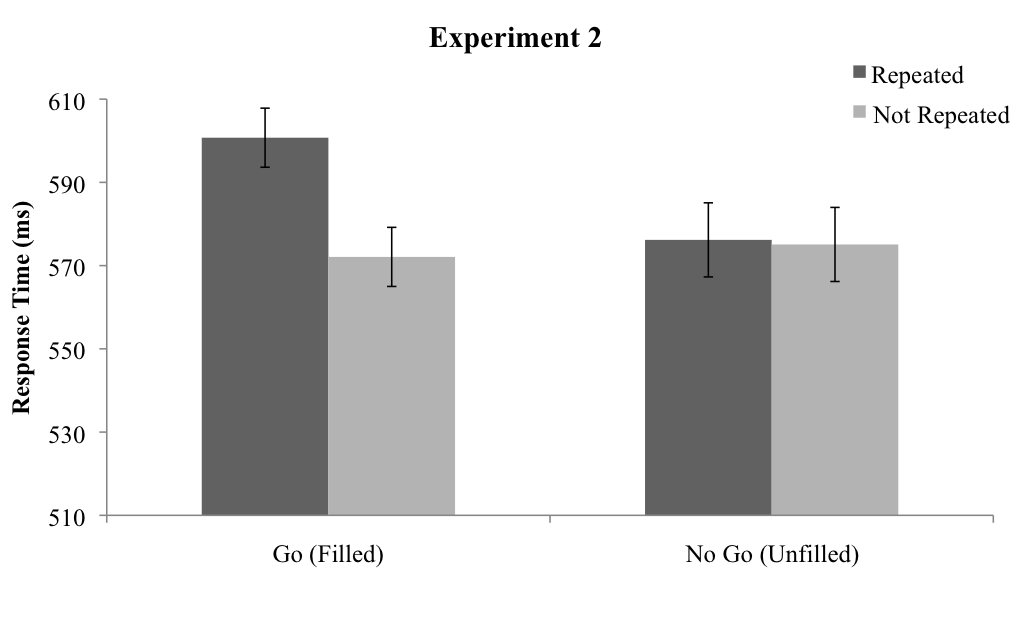 Experiment 2
Repeated
Not Repeated
610
590
570
550
530
510
Response Time (ms)
Go (Filled)
No Go (Unfilled)